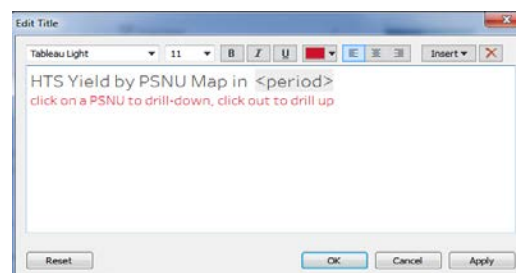 Edit Title
Tableau Light 11 B I U Insert
HTS Yield by PSNU Map in <period>
click on a PSNU to drill-down, click out to drill up
Reset OK Cancel Apply